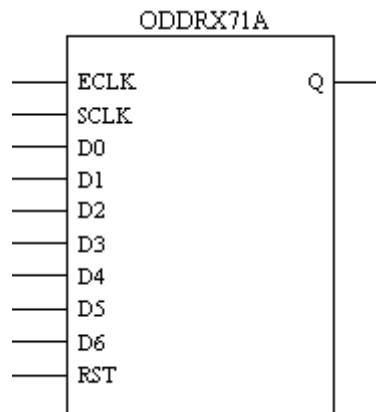 ODDRX71A
ECLK Q
SCLK
D0
D1
D2
D3
D4
D5
D6
RST